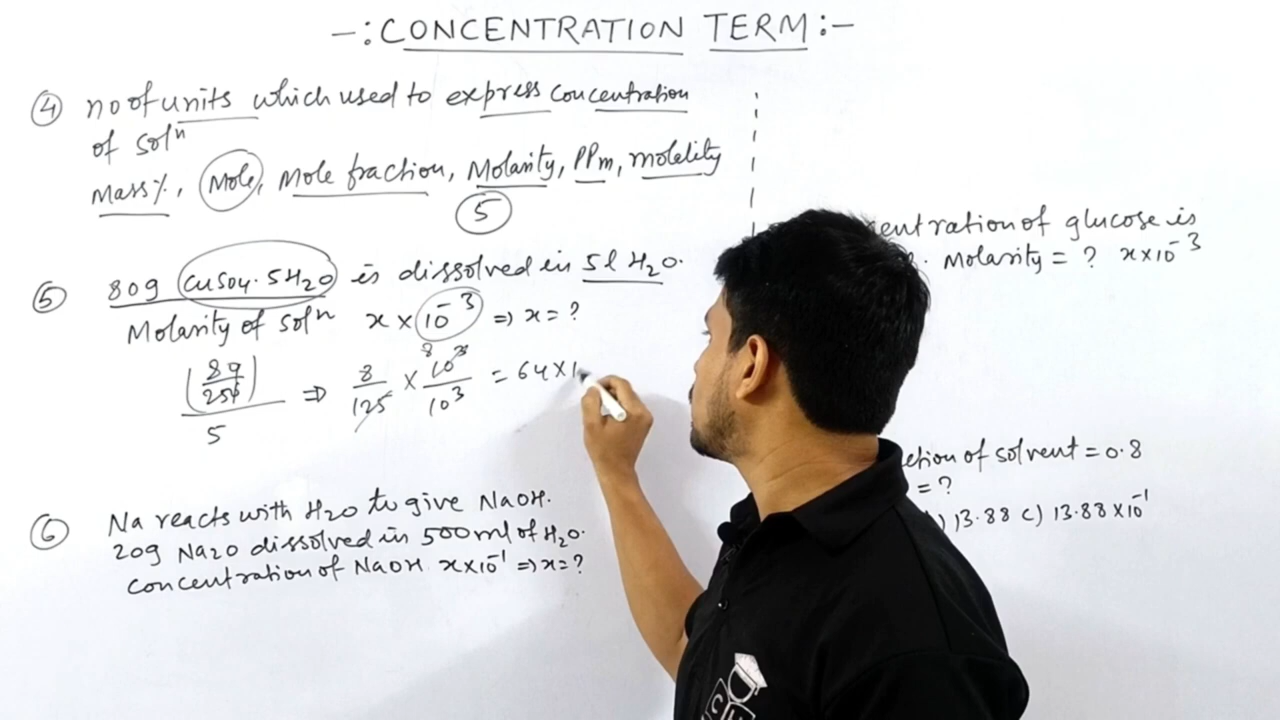 -:CONCENTRATION TERM:-
④ no of units which used to express concentration
of solⁿ
Mass%, Mole, Mole fraction, Molarity, PPm, molality
5
⑤ 80g CuSO4.5H2O is dissolved in 5l H2O.
Molarity of solⁿ x × 10⁻³ ⇒ x = ?
8
(80/250)/5 ⇒ 8/125 × 10³/10³ = 64×1
⑥ Na reacts with H2O to give NaOH.
20g Na2O dissolved in 500ml of H2O.
concentration of NaOH x×10⁻¹ ⇒ x = ?
entration of glucose is
Molarity = ? x×10⁻³
ction of solvent = 0.8
= ?
) 13.88 c) 13.88×10⁻¹